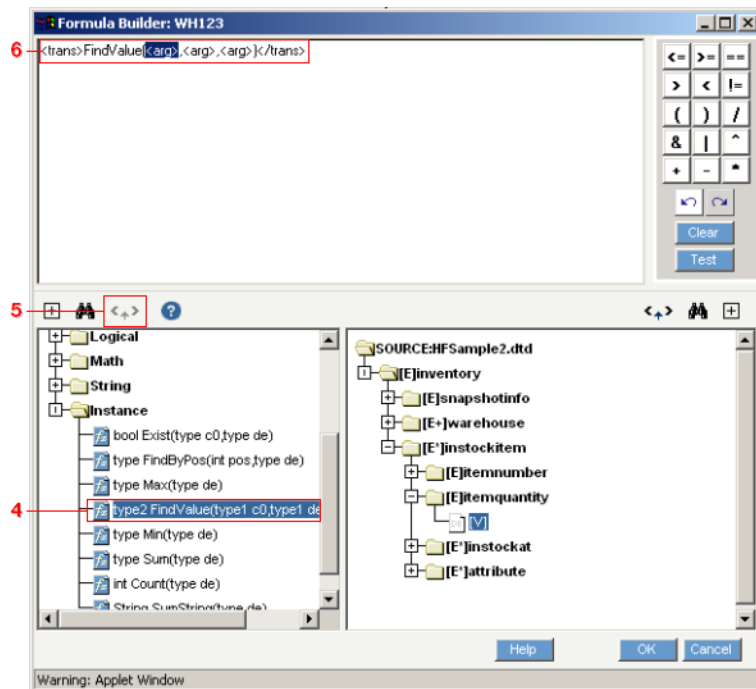 Formula Builder: WH123
6
<trans>FindValue(<arg>,<arg>,<arg>)</trans>
<= >= ==
> < !=
( ) /
& | ^
+ - *
Clear
Test
5
<↑> ?
<↑>
Logical
Math
String
Instance
bool Exist(type c0,type de)
type FindByPos(int pos,type de)
type Max(type de)
4
type2 FindValue(type1 c0,type1 de
type Min(type de)
type Sum(type de)
int Count(type de)
String SumString(type de)
SOURCE:HFSample2.dtd
[E]inventory
[E]snapshotinfo
[E+]warehouse
[E*]instockitem
[E]itemnumber
[E]itemquantity
DE [V]
[E*]instockat
[E*]attribute
Help OK Cancel
Warning: Applet Window